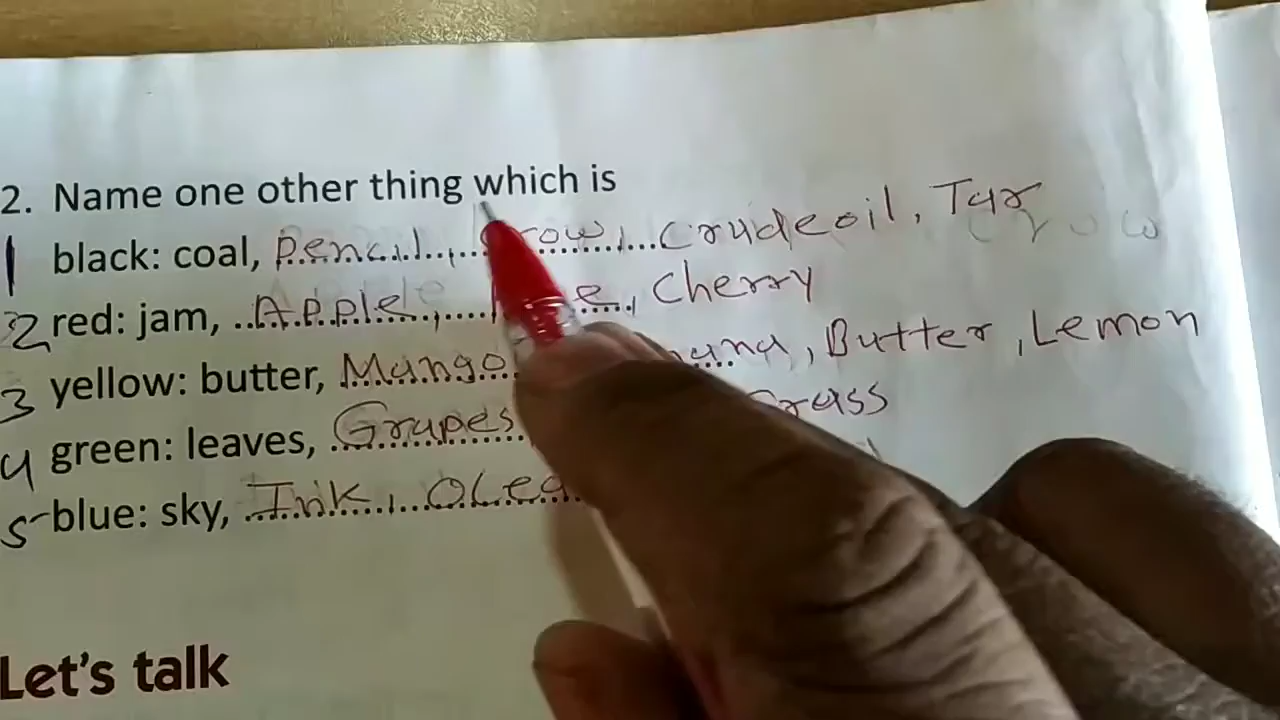 2. Name one other thing which is
1 black: coal, Pencil, Crudeoil, Tar
2 red: jam, Apple, Cherry
3 yellow: butter, Mango Butter, Lemon
4 green: leaves, Grapes Grass
5 blue: sky, Ink,
Let's talk